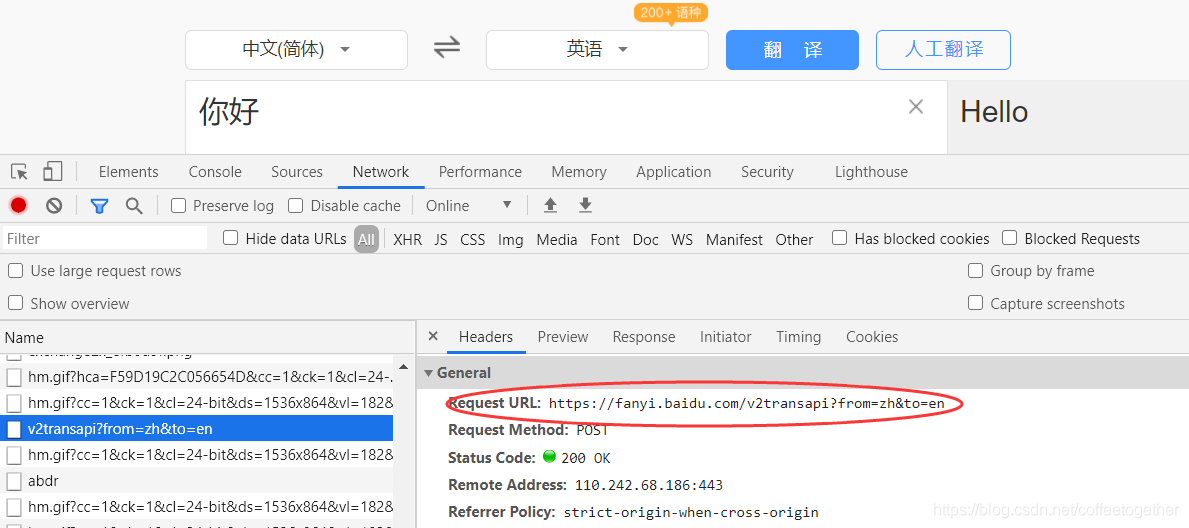 200+ 语种
中文(简体) 英语 翻 译 人工翻译
你好 Hello
Elements Console Sources Network Performance Memory Application Security Lighthouse
Preserve log Disable cache Online
Filter Hide data URLs All XHR JS CSS Img Media Font Doc WS Manifest Other Has blocked cookies Blocked Requests
Use large request rows Group by frame
Show overview Capture screenshots
Name Headers Preview Response Initiator Timing Cookies
hm.gif?hca=F59D19C2C056654D&cc=1&ck=1&cl=24-... General
hm.gif?cc=1&ck=1&cl=24-bit&ds=1536x864&vl=182& Request URL: https://fanyi.baidu.com/v2transapi?from=zh&to=en
v2transapi?from=zh&to=en Request Method: POST
hm.gif?cc=1&ck=1&cl=24-bit&ds=1536x864&vl=182& Status Code: 200 OK
abdr Remote Address: 110.242.68.186:443
hm.gif?cc=1&ck=1&cl=24-bit&ds=1536x864&vl=182& Referrer Policy: strict-origin-when-cross-origin
https://blog.csdn.net/coffeetogether